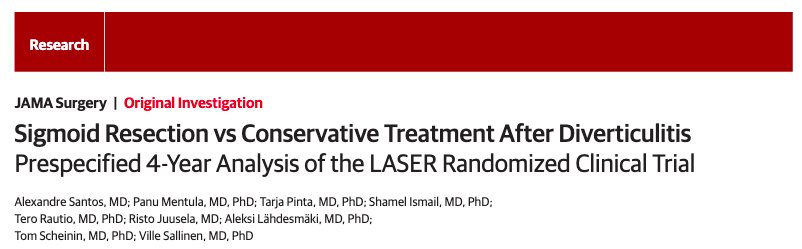 Research
JAMA Surgery | Original Investigation
Sigmoid Resection vs Conservative Treatment After Diverticulitis
Prespecified 4-Year Analysis of the LASER Randomized Clinical Trial
Alexandre Santos, MD; Panu Mentula, MD, PhD; Tarja Pinta, MD, PhD; Shamel Ismail, MD, PhD;
Tero Rautio, MD, PhD; Risto Juusela, MD; Aleksi Lähdesmäki, MD, PhD;
Tom Scheinin, MD, PhD; Ville Sallinen, MD, PhD